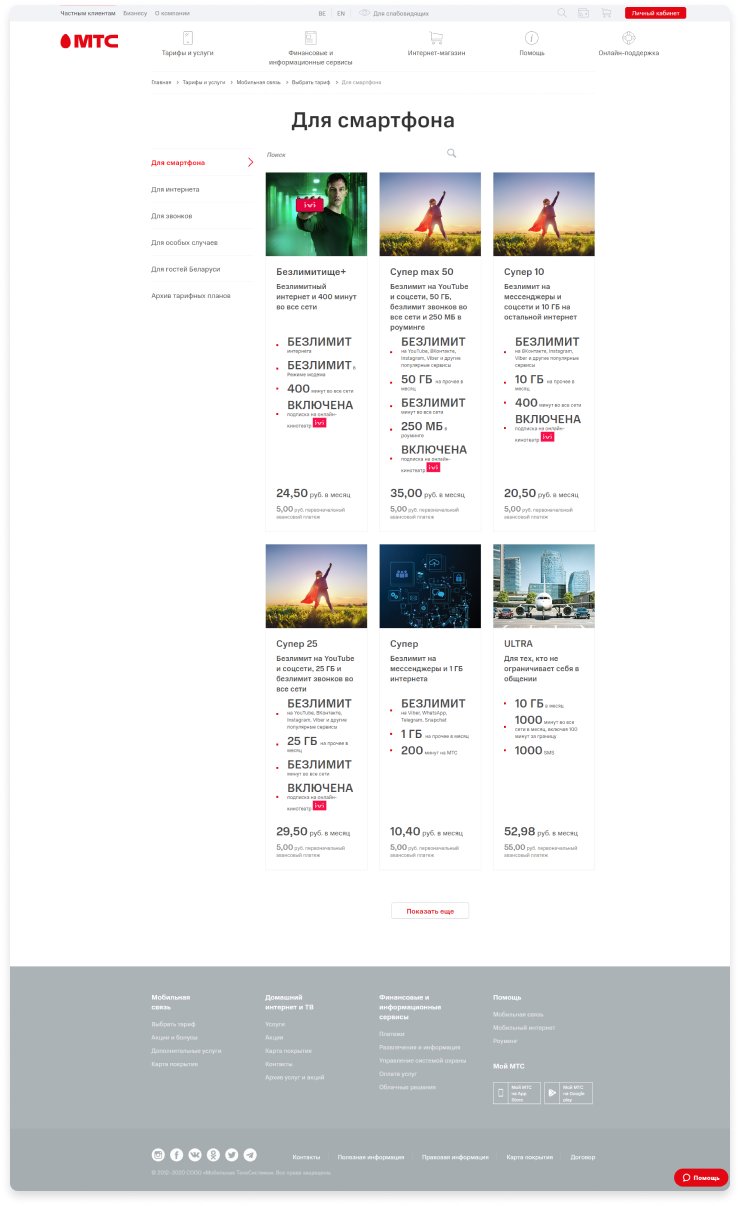 Частным клиентам Бизнесу О компании BE EN Для слабовидящих Личный кабинет
МТС
Тарифы и услуги Финансовые и Интернет-магазин Помощь Онлайн-поддержка
информационные сервисы
Главная > Тарифы и услуги > Мобильная связь > Выбрать тариф > Для смартфона
Для смартфона
Для смартфона
Для интернета
Для звонков
Для особых случаев
Для гостей Беларуси
Архив тарифных планов
Поиск
ivi
Безлимитище+
Безлимитный
интернет и 400 минут
во все сети
БЕЗЛИМИТ
интернета
БЕЗЛИМИТ в
Режиме модема
400 минут во все сети
ВКЛЮЧЕНА
подписка на онлайн-
кинотеатр ivi
24,50 руб. в месяц
5,00 руб. первоначальный
авансовый платеж
Супер max 50
Безлимит на YouTube
и соцсети, 50 ГБ,
безлимит звонков во
все сети и 250 МБ в
роуминге
БЕЗЛИМИТ
на YouTube, ВКонтакте,
Instagram, Viber и другие
популярные сервисы
50 ГБ на прочее в
месяц
БЕЗЛИМИТ
минут во все сети
250 МБ в
роуминге
ВКЛЮЧЕНА
подписка на онлайн-
кинотеатр ivi
35,00 руб. в месяц
5,00 руб. первоначальный
авансовый платеж
Супер 10
Безлимит на
мессенджеры и
соцсети и 10 ГБ на
остальной интернет
БЕЗЛИМИТ
на ВКонтакте, Instagram,
Viber и другие популярные
сервисы
10 ГБ на прочее в
месяц
400 минут во все сети
ВКЛЮЧЕНА
подписка на онлайн-
кинотеатр ivi
20,50 руб. в месяц
5,00 руб. первоначальный
авансовый платеж
Супер 25
Безлимит на YouTube
и соцсети, 25 ГБ и
безлимит звонков во
все сети
БЕЗЛИМИТ
на YouTube, ВКонтакте,
Instagram, Viber и другие
популярные сервисы
25 ГБ на прочее в
месяц
БЕЗЛИМИТ
минут во все сети
ВКЛЮЧЕНА
подписка на онлайн-
кинотеатр ivi
29,50 руб. в месяц
5,00 руб. первоначальный
авансовый платеж
Супер
Безлимит на
мессенджеры и 1 ГБ
интернета
БЕЗЛИМИТ
на Viber, WhatsApp,
Telegram, Snapchat
1 ГБ на прочее в месяц
200 минут на МТС
10,40 руб. в месяц
5,00 руб. первоначальный
авансовый платеж
ULTRA
Для тех, кто не
ограничивает себя в
общении
10 ГБ в месяц
1000 минут во все
сети в месяц, включая 100
минут за границу
1000 SMS
52,98 руб. в месяц
55,00 руб. первоначальный
авансовый платеж
Показать еще
Мобильная
связь
Выбрать тариф
Акции и бонусы
Дополнительные услуги
Карта покрытия
Домашний
интернет и ТВ
Услуги
Акции
Карта покрытия
Контакты
Архив услуг и акций
Финансовые и
информационные
сервисы
Платежи
Развлечения и информация
Управление системой охраны
Оплата услуг
Облачные решения
Помощь
Мобильная связь
Мобильный интернет
Роуминг
Мой МТС
Мой МТС
на App
Store
Мой МТС
на Google
play
Контакты Полезная информация Правовая информация Карта покрытия Договор
© 2012-2020 СООО «Мобильные ТелеСистемы». Все права защищены.
Помощь